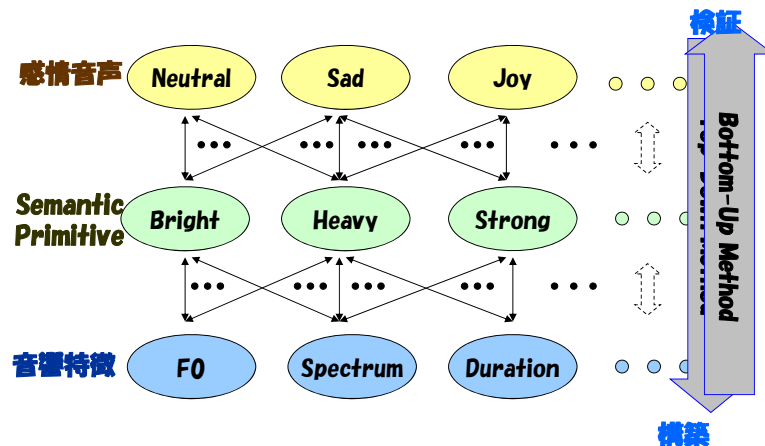 検証
感情音声
Neutral
Sad
Joy
Semantic
Primitive
Bright
Heavy
Strong
音響特徴
F0
Spectrum
Duration
Bottom-Up Method
構築